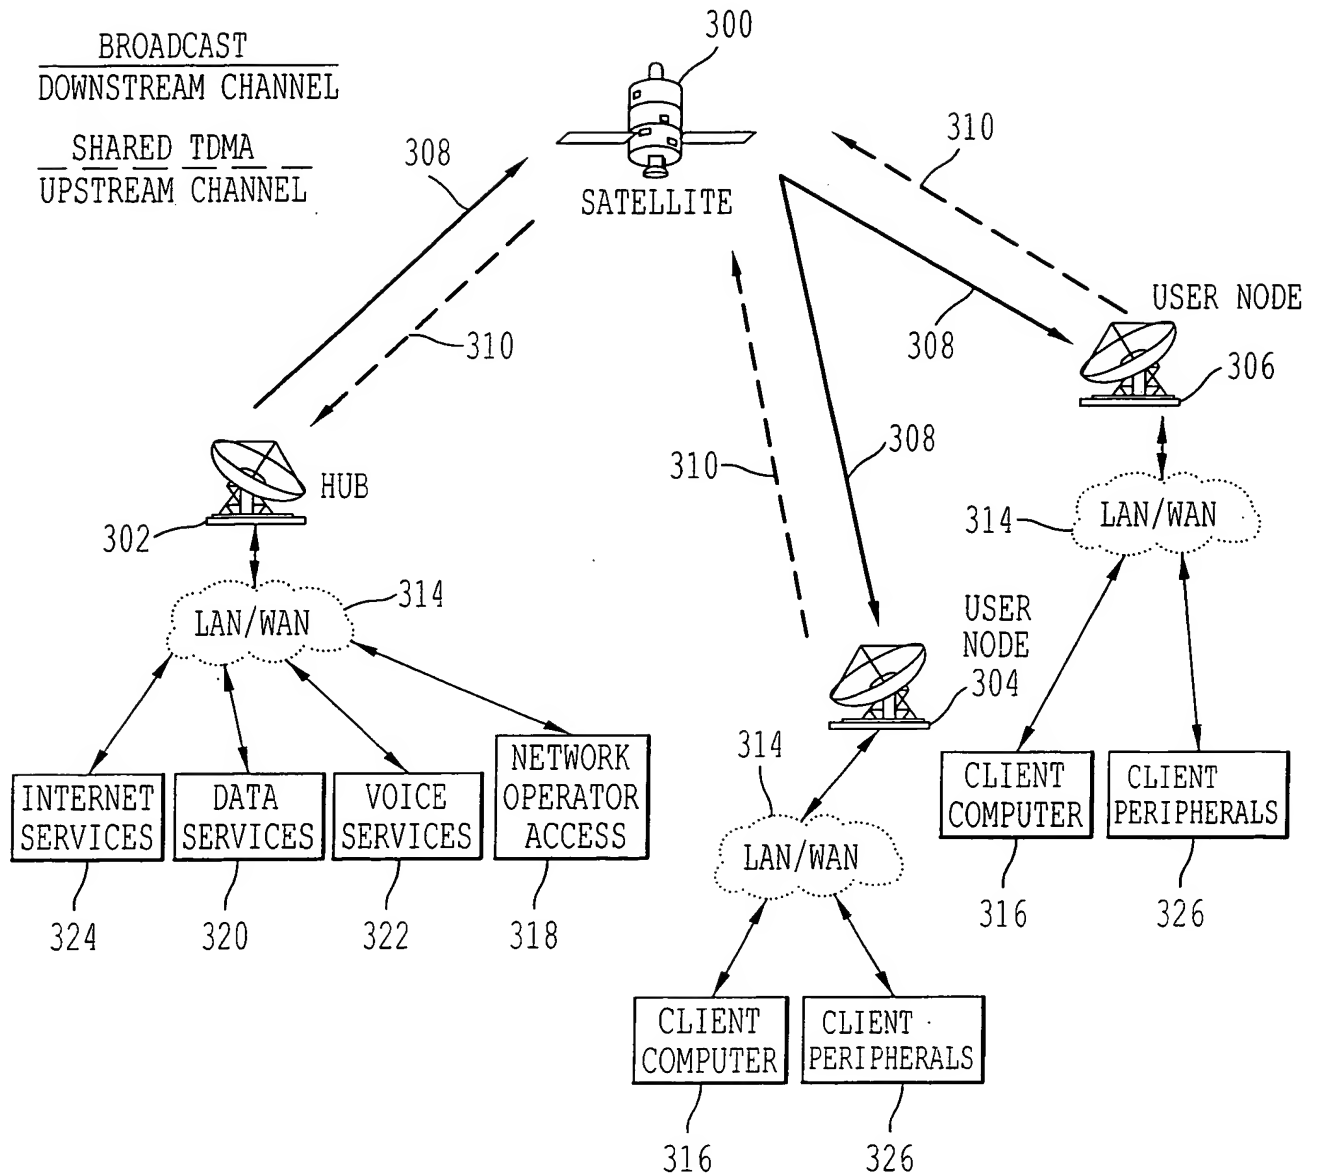 BROADCAST
DOWNSTREAM CHANNEL
SHARED TDMA
UPSTREAM CHANNEL
300
SATELLITE
308
310
310
308
USER NODE
306
310
308
HUB
302
LAN/WAN
314
LAN/WAN
314
USER
NODE
304
INTERNET
SERVICES
DATA
SERVICES
VOICE
SERVICES
NETWORK
OPERATOR
ACCESS
324
320
322
318
314
LAN/WAN
CLIENT
COMPUTER
CLIENT
PERIPHERALS
316
326
CLIENT
COMPUTER
CLIENT
PERIPHERALS
316
326